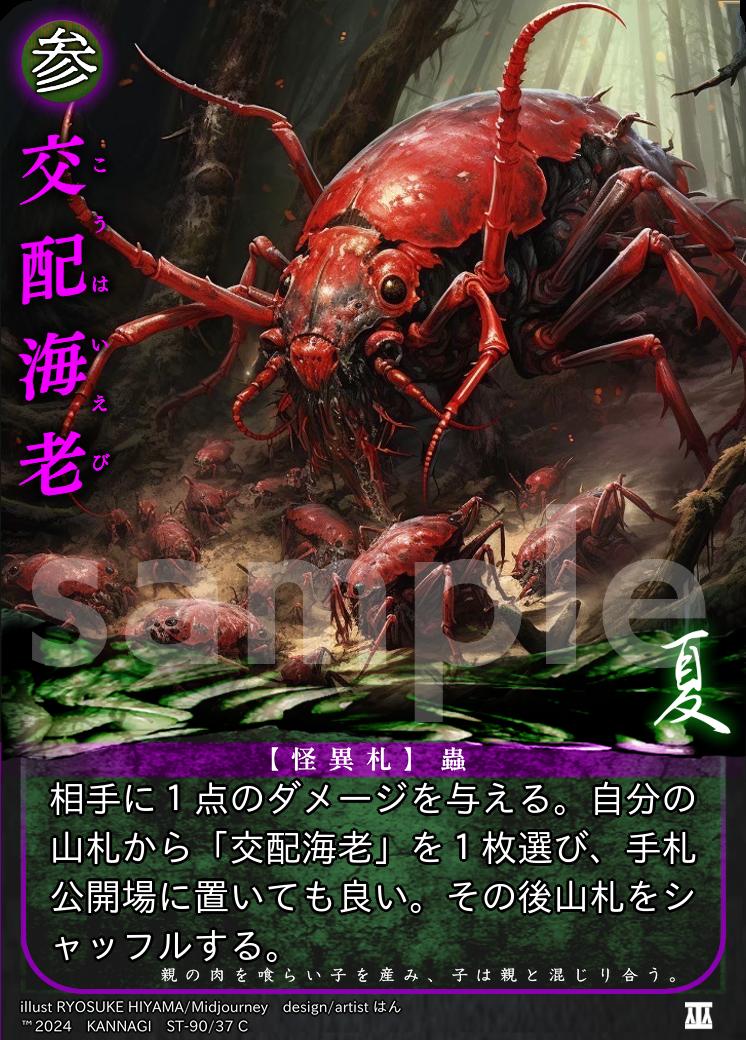 参
交配海老
こうはいえび
sample
夏
【怪異札】 蟲
相手に１点のダメージを与える。自分の
山札から「交配海老」を１枚選び、手札
公開場に置いても良い。その後山札をシ
ャッフルする。
親の肉を喰らい子を産み、子は親と混じり合う。
illust RYOSUKE HIYAMA/Midjourney design/artist はん
™2024 KANNAGI ST-90/37 C